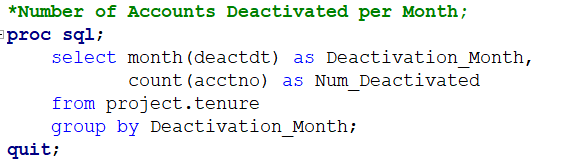 *Number of Accounts Deactivated per Month;
proc sql;
select month(deactdt) as Deactivation_Month,
count(acctno) as Num_Deactivated
from project.tenure
group by Deactivation_Month;
quit;